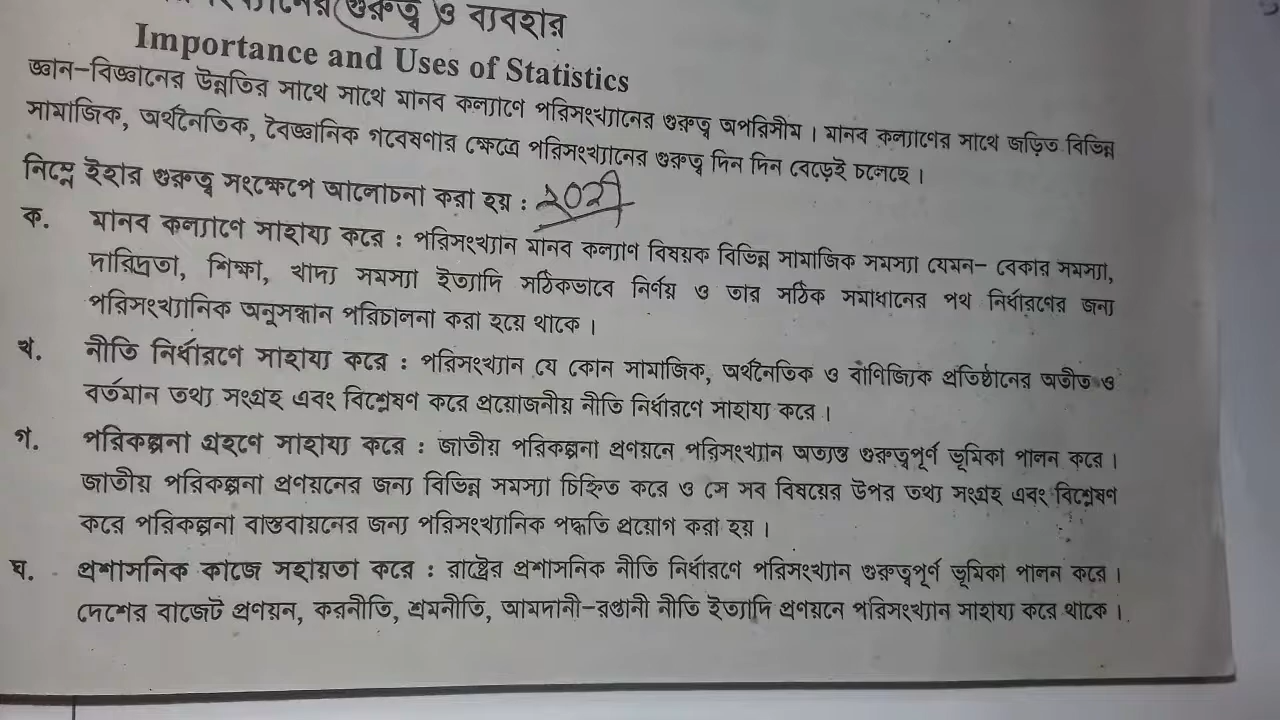 গুরুত্ব ও ব্যবহার
Importance and Uses of Statistics
জ্ঞান-বিজ্ঞানের উন্নতির সাথে সাথে মানব কল্যাণে পরিসংখ্যানের গুরুত্ব অপরিসীম। মানব কল্যাণের সাথে জড়িত বিভিন্ন
সামাজিক, অর্থনৈতিক, বৈজ্ঞানিক গবেষণার ক্ষেত্রে পরিসংখ্যানের গুরুত্ব দিন দিন বেড়েই চলেছে।
নিম্নে ইহার গুরুত্ব সংক্ষেপে আলোচনা করা হয় :
ক. মানব কল্যাণে সাহায্য করে : পরিসংখ্যান মানব কল্যাণ বিষয়ক বিভিন্ন সামাজিক সমস্যা যেমন- বেকার সমস্যা,
দারিদ্রতা, শিক্ষা, খাদ্য সমস্যা ইত্যাদি সঠিকভাবে নির্ণয় ও তার সঠিক সমাধানের পথ নির্ধারণের জন্য
পরিসংখ্যানিক অনুসন্ধান পরিচালনা করা হয়ে থাকে।
খ. নীতি নির্ধারণে সাহায্য করে : পরিসংখ্যান যে কোন সামাজিক, অর্থনৈতিক ও বাণিজ্যিক প্রতিষ্ঠানের অতীত ও
বর্তমান তথ্য সংগ্রহ এবং বিশ্লেষণ করে প্রয়োজনীয় নীতি নির্ধারণে সাহায্য করে।
গ. পরিকল্পনা গ্রহণে সাহায্য করে : জাতীয় পরিকল্পনা প্রণয়নে পরিসংখ্যান অত্যন্ত গুরুত্বপূর্ণ ভূমিকা পালন করে।
জাতীয় পরিকল্পনা প্রণয়নের জন্য বিভিন্ন সমস্যা চিহ্নিত করে ও সে সব বিষয়ের উপর তথ্য সংগ্রহ এবং বিশ্লেষণ
করে পরিকল্পনা বাস্তবায়নের জন্য পরিসংখ্যানিক পদ্ধতি প্রয়োগ করা হয়।
ঘ. প্রশাসনিক কাজে সহায়তা করে : রাষ্ট্রের প্রশাসনিক নীতি নির্ধারণে পরিসংখ্যান গুরুত্বপূর্ণ ভূমিকা পালন করে।
দেশের বাজেট প্রণয়ন, করনীতি, শ্রমনীতি, আমদানী-রপ্তানী নীতি ইত্যাদি প্রণয়নে পরিসংখ্যান সাহায্য করে থাকে।